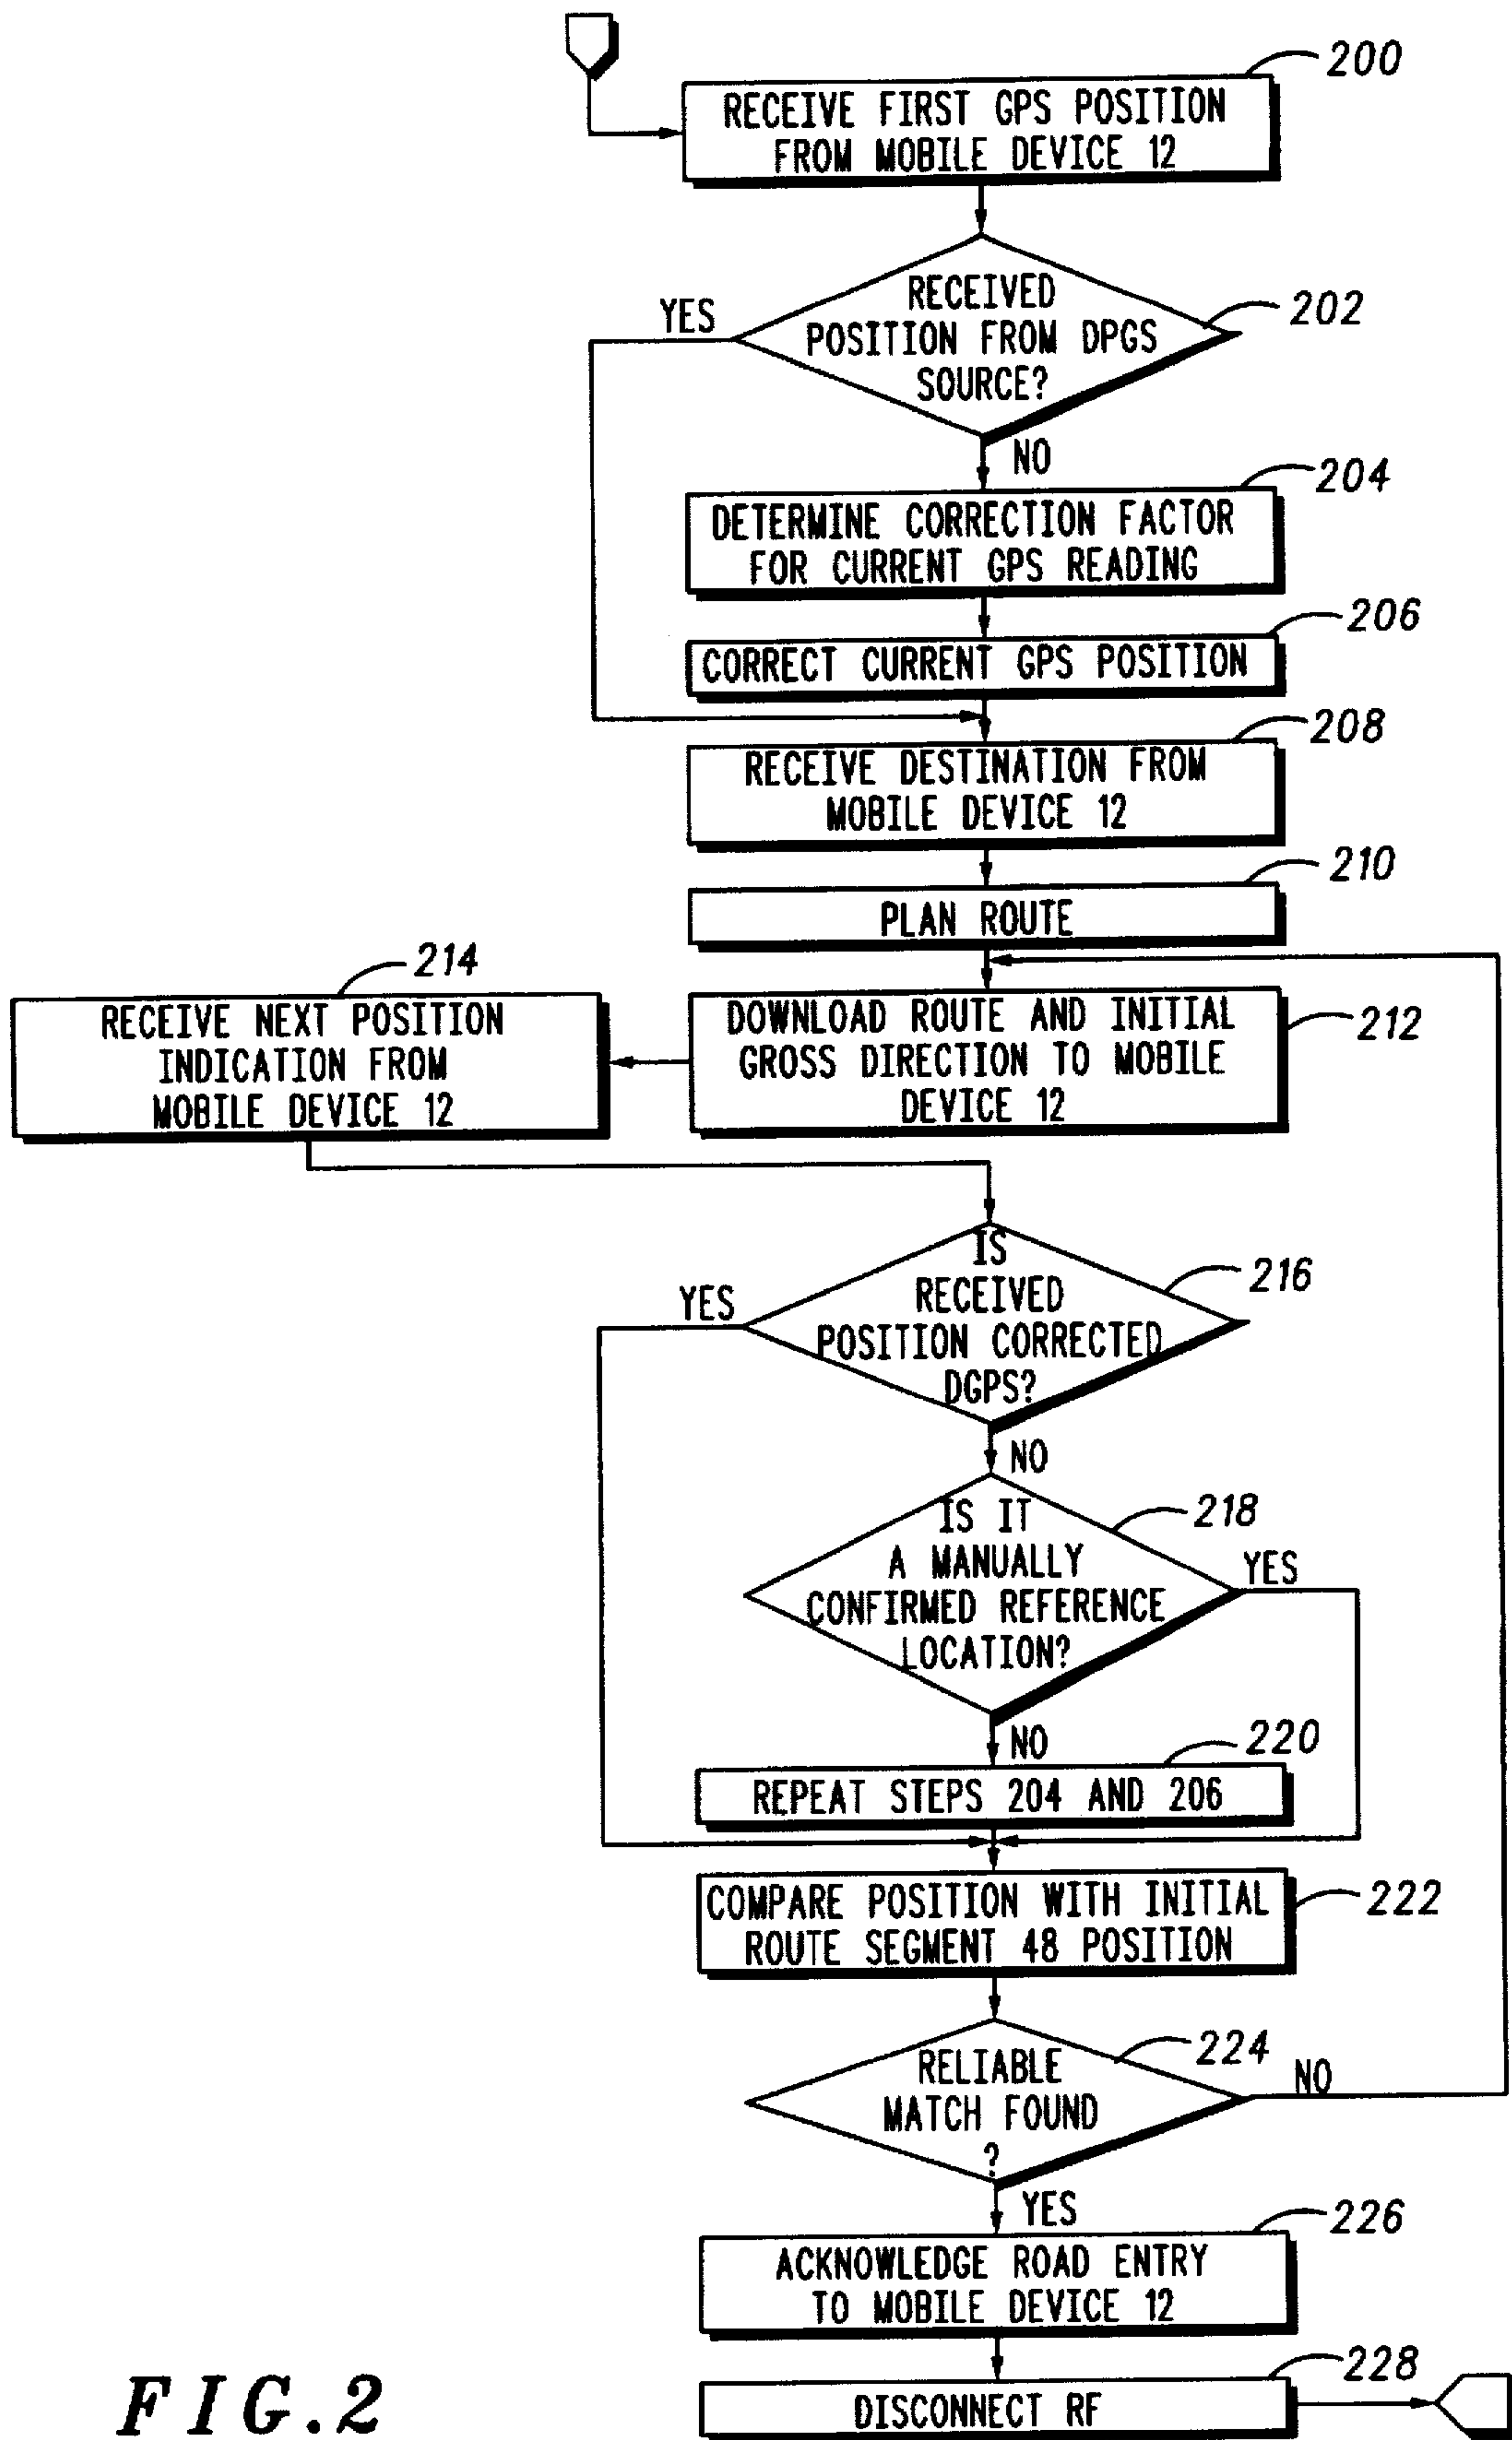 200
RECEIVE FIRST GPS POSITION
FROM MOBILE DEVICE 12
202
YES
RECEIVED
POSITION FROM DPGS
SOURCE?
NO
204
DETERMINE CORRECTION FACTOR
FOR CURRENT GPS READING
206
CORRECT CURRENT GPS POSITION
208
RECEIVE DESTINATION FROM
MOBILE DEVICE 12
210
PLAN ROUTE
214
RECEIVE NEXT POSITION
INDICATION FROM
MOBILE DEVICE 12
212
DOWNLOAD ROUTE AND INITIAL
GROSS DIRECTION TO MOBILE
DEVICE 12
216
YES
IS
RECEIVED
POSITION CORRECTED
DGPS?
NO
218
IS IT
A MANUALLY
CONFIRMED REFERENCE
LOCATION?
YES
NO
220
REPEAT STEPS 204 AND 206
222
COMPARE POSITION WITH INITIAL
ROUTE SEGMENT 48 POSITION
224
RELIABLE
MATCH FOUND
?
NO
YES
226
ACKNOWLEDGE ROAD ENTRY
TO MOBILE DEVICE 12
228
DISCONNECT RF
FIG.2